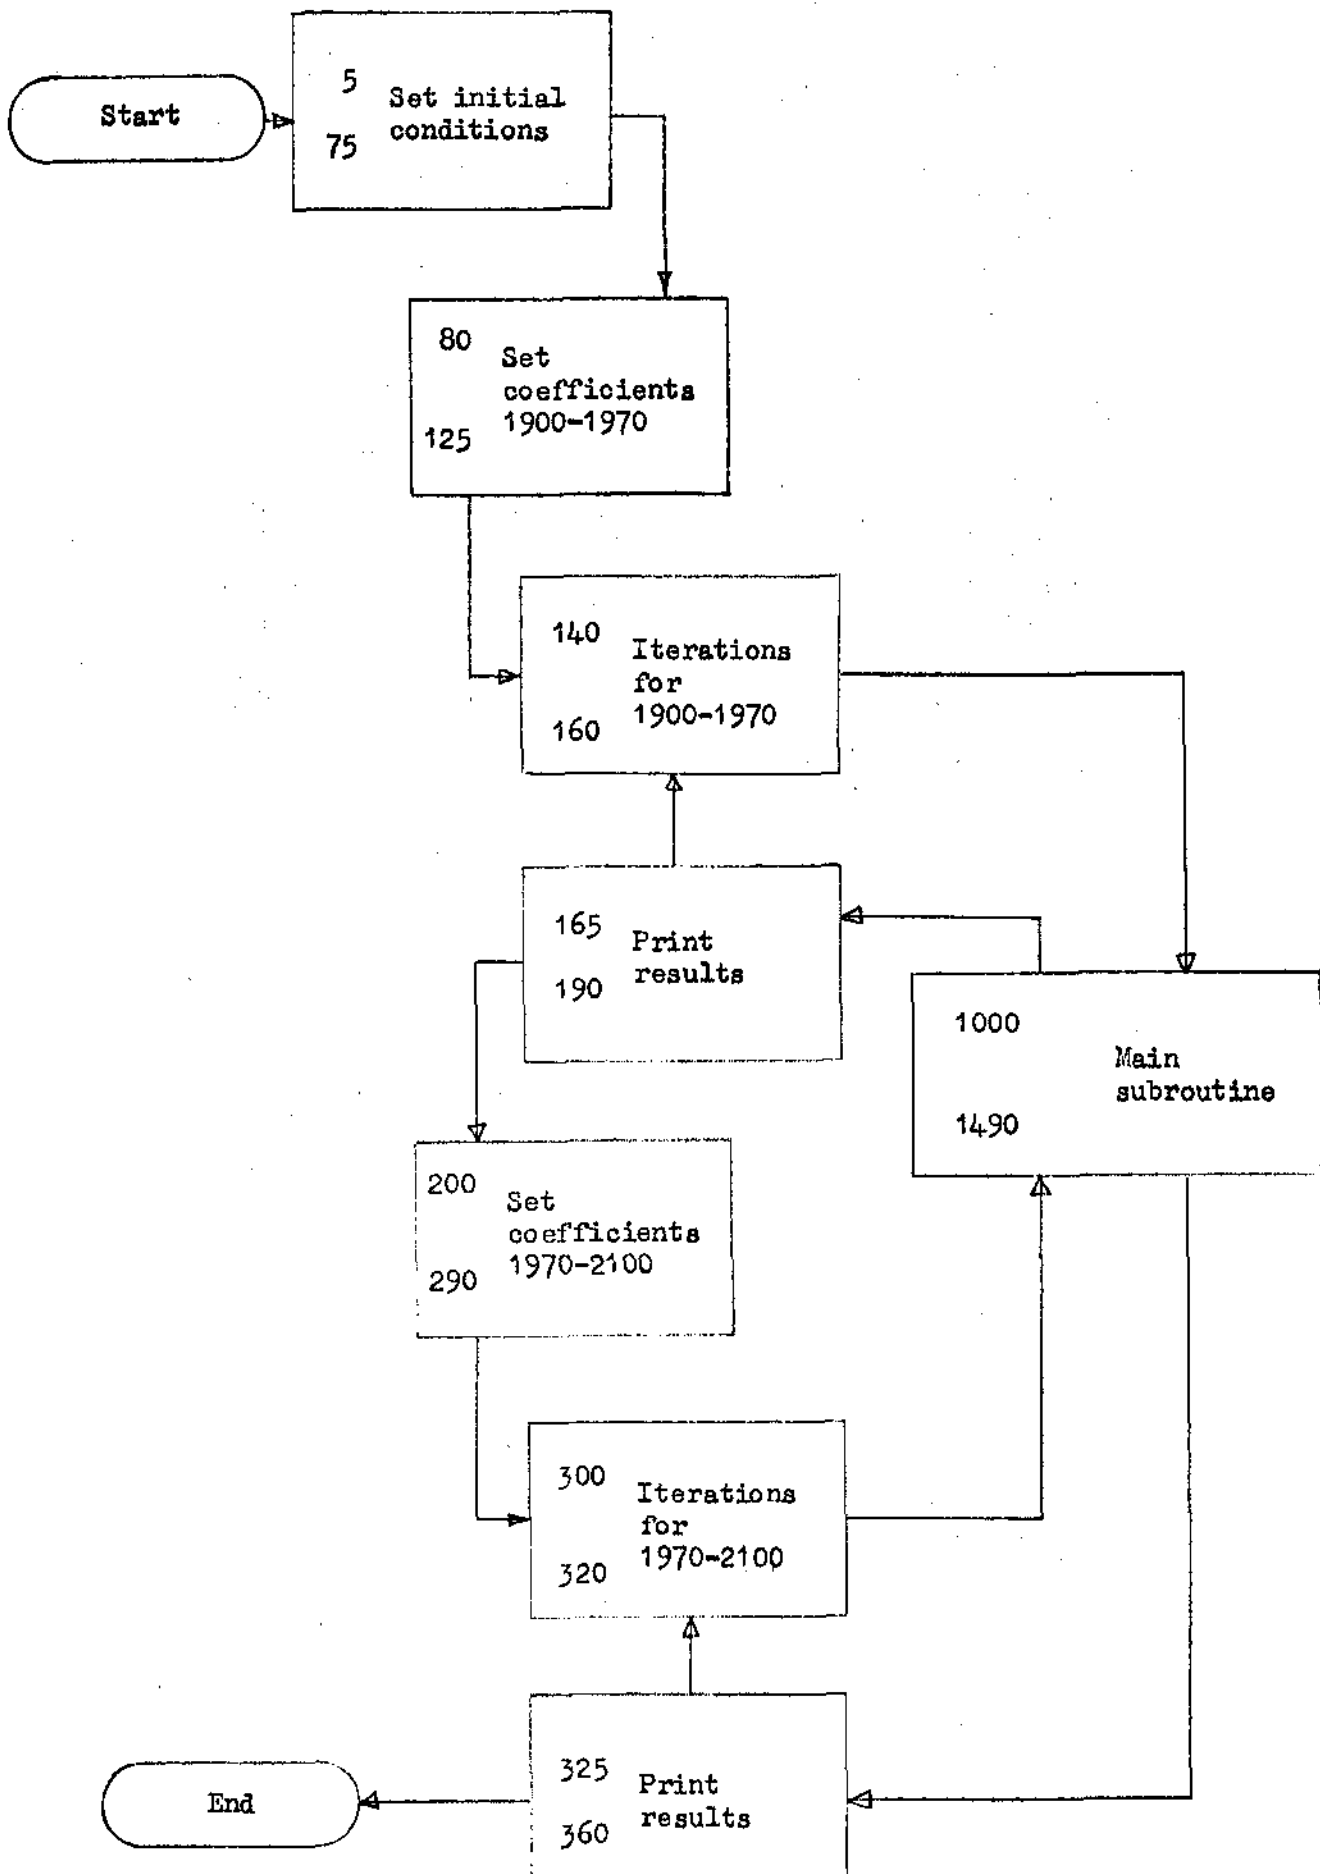 Start
5
75
Set initial
conditions
80
125
Set
coefficients
1900-1970
140
160
Iterations
for
1900-1970
165
190
Print
results
1000
1490
Main
subroutine
200
290
Set
coefficients
1970-2100
300
320
Iterations
for
1970-2100
325
360
Print
results
End